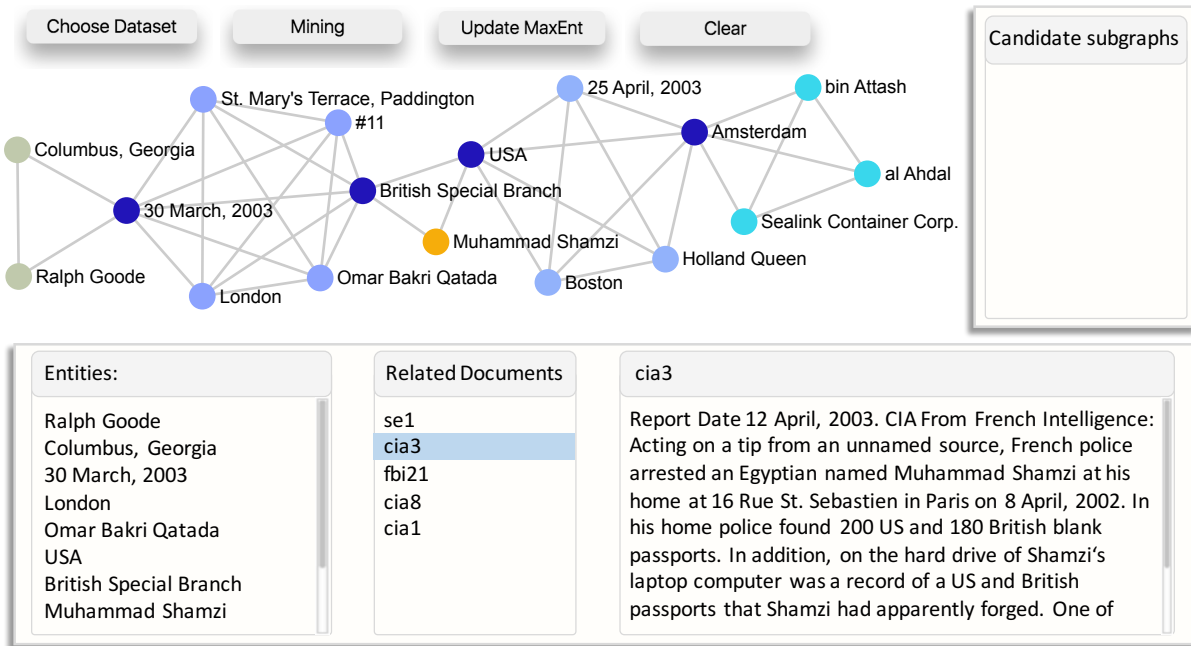 Choose Dataset
Mining
Update MaxEnt
Clear
Candidate subgraphs
St. Mary's Terrace, Paddington
#11
25 April, 2003
bin Attash
Columbus, Georgia
USA
Amsterdam
al Ahdal
British Special Branch
30 March, 2003
Sealink Container Corp.
Muhammad Shamzi
Holland Queen
Ralph Goode
London
Omar Bakri Qatada
Boston
Entities:
Ralph Goode
Columbus, Georgia
30 March, 2003
London
Omar Bakri Qatada
USA
British Special Branch
Muhammad Shamzi
Related Documents
se1
cia3
fbi21
cia8
cia1
cia3
Report Date 12 April, 2003. CIA From French Intelligence:
Acting on a tip from an unnamed source, French police
arrested an Egyptian named Muhammad Shamzi at his
home at 16 Rue St. Sebastien in Paris on 8 April, 2002. In
his home police found 200 US and 180 British blank
passports. In addition, on the hard drive of Shamzi‘s
laptop computer was a record of a US and British
passports that Shamzi had apparently forged. One of